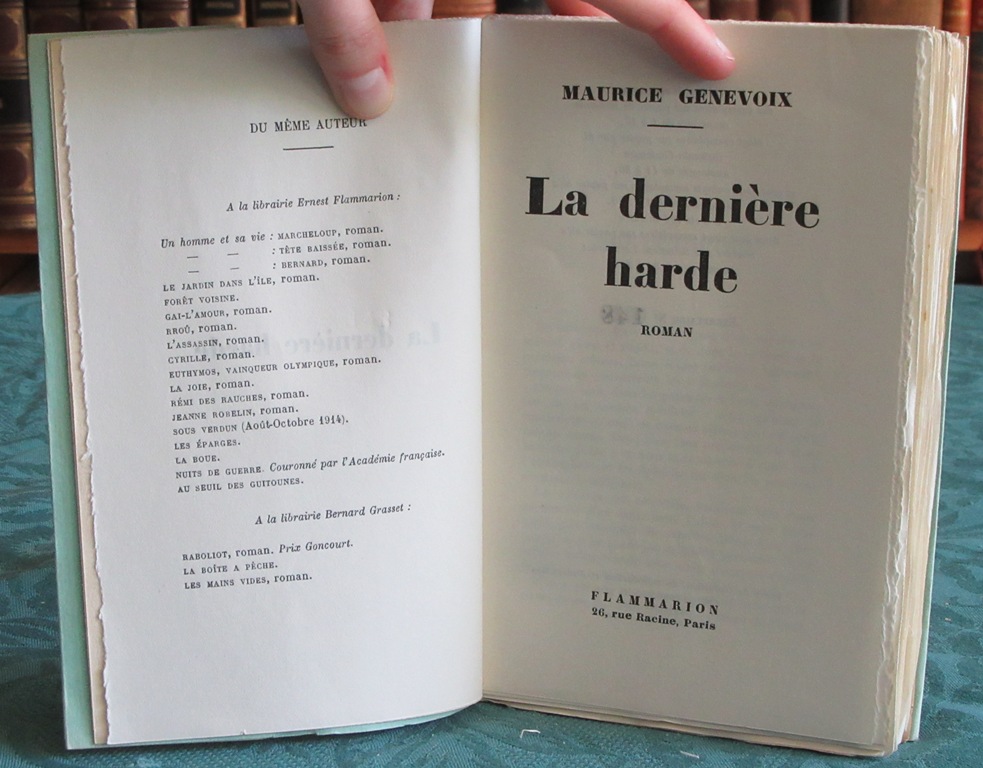 DU MÊME AUTEUR
A la librairie Ernest Flammarion :
Un homme et sa vie : MARCHELOUP, roman.
— — : TÊTE BAISSÉE, roman.
— — : BERNARD, roman.
LE JARDIN DANS L'ÎLE, roman.
FORÊT VOISINE.
GAI-L'AMOUR, roman.
RROÛ, roman.
L'ASSASSIN, roman.
CYRILLE, roman.
EUTHYMOS, VAINQUEUR OLYMPIQUE, roman.
LA JOIE, roman.
RÉMI DES RAUCHES, roman.
JEANNE ROBELIN, roman.
SOUS VERDUN (Août-Octobre 1914).
LES ÉPARGES.
LA BOUE.
NUITS DE GUERRE. Couronné par l'Académie française.
AU SEUIL DES GUITOUNES.
A la librairie Bernard Grasset :
RABOLIOT, roman. Prix Goncourt.
LA BOÎTE A PÊCHE.
LES MAINS VIDES, roman.
MAURICE GENEVOIX
La dernière
harde
ROMAN
FLAMMARION
26, rue Racine, Paris